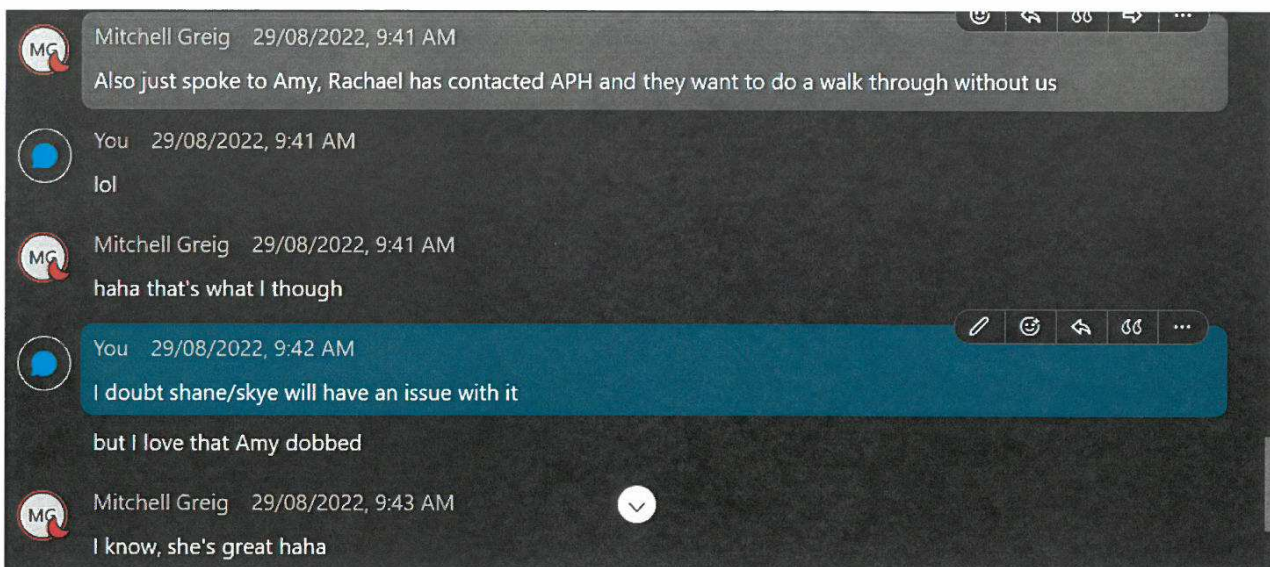 MG
Mitchell Greig 29/08/2022, 9:41 AM
Also just spoke to Amy, Rachael has contacted APH and they want to do a walk through without us
You 29/08/2022, 9:41 AM
lol
MG
Mitchell Greig 29/08/2022, 9:41 AM
haha that's what I though
You 29/08/2022, 9:42 AM
I doubt shane/skye will have an issue with it
but I love that Amy dobbed
MG
Mitchell Greig 29/08/2022, 9:43 AM
I know, she's great haha